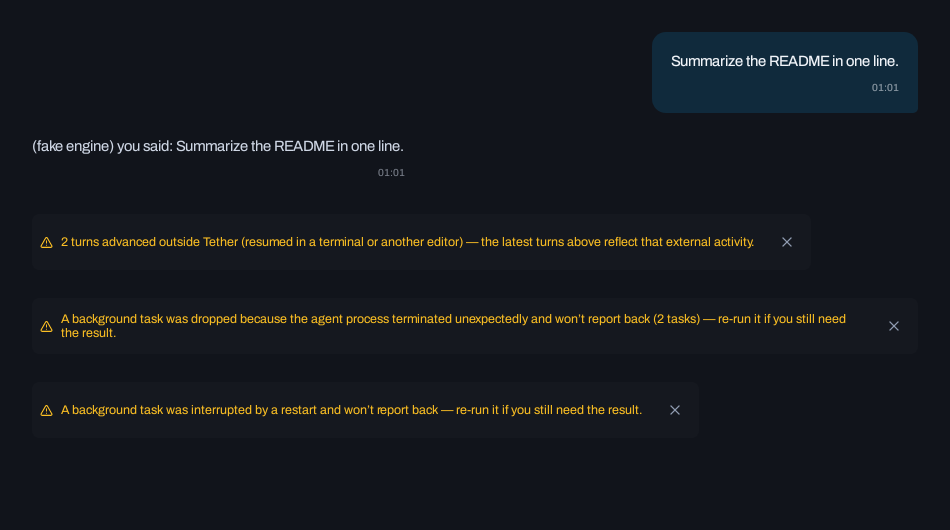 Summarize the README in one line.
01:01
(fake engine) you said: Summarize the README in one line.
01:01
2 turns advanced outside Tether (resumed in a terminal or another editor) — the latest turns above reflect that external activity.
A background task was dropped because the agent process terminated unexpectedly and won’t report back (2 tasks) — re-run it if you still need
the result.
A background task was interrupted by a restart and won’t report back — re-run it if you still need the result.